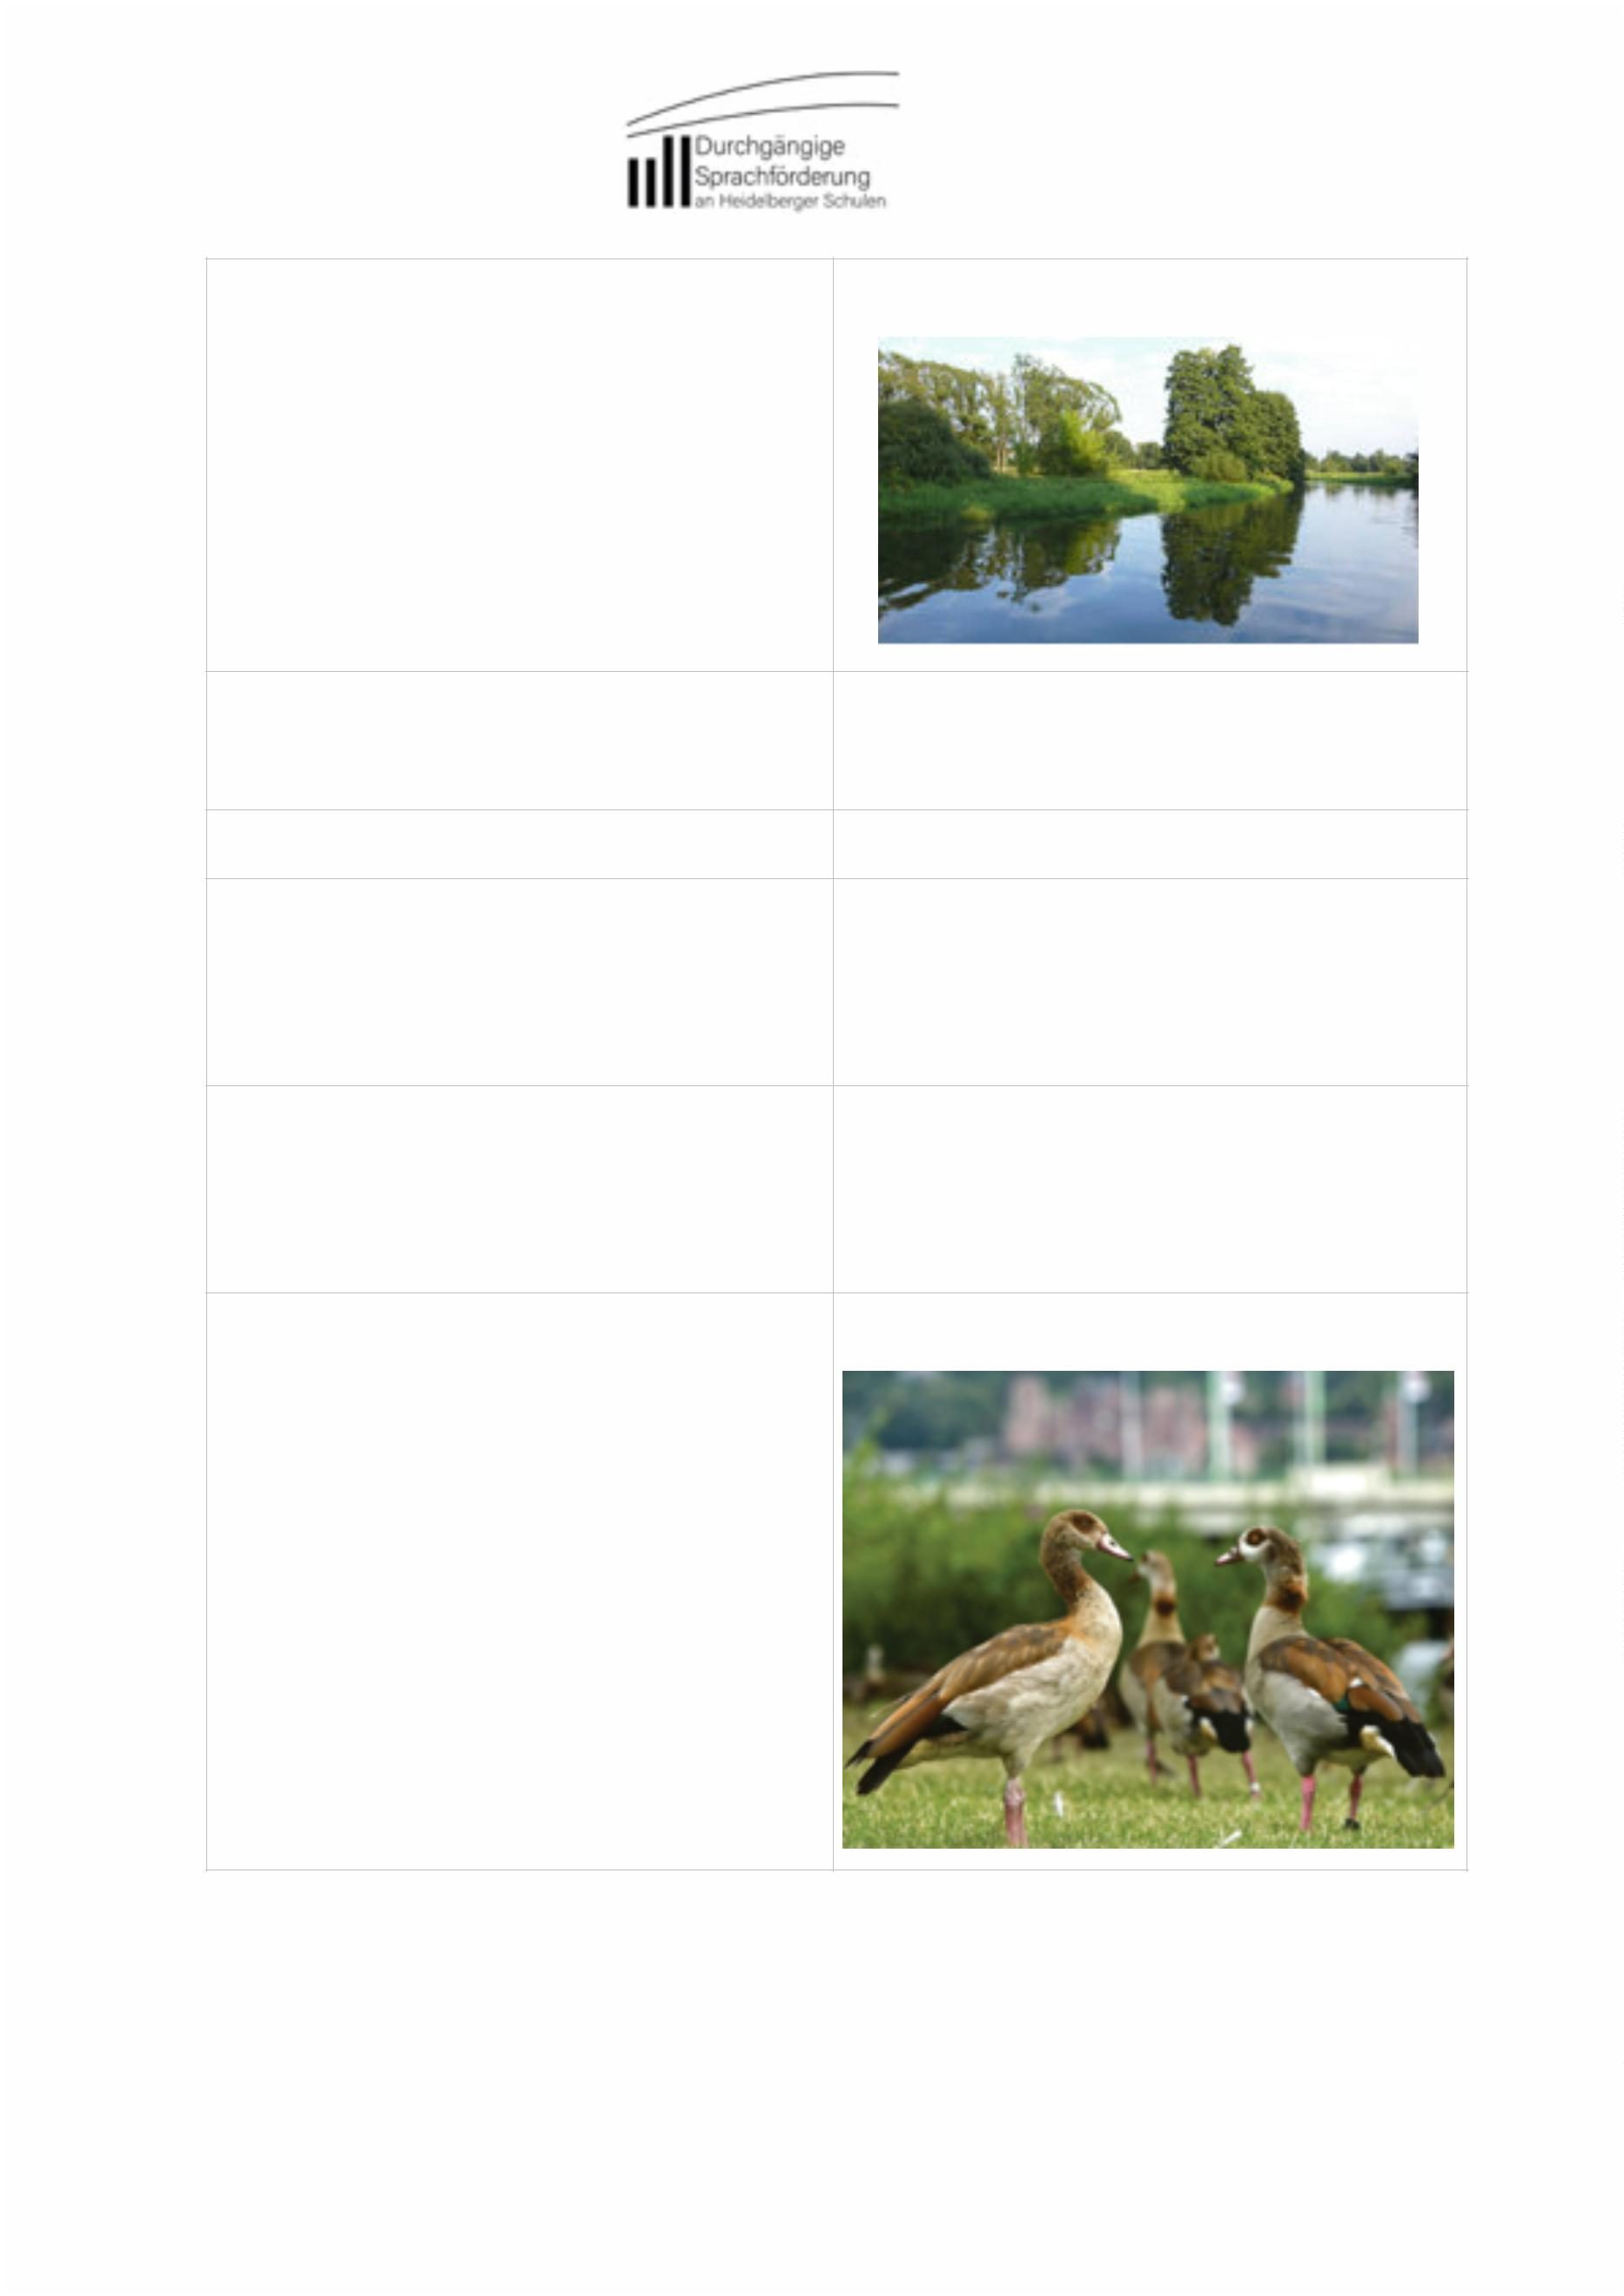 Durchgängige
Sprachförderung
an Heidelberger Schulen